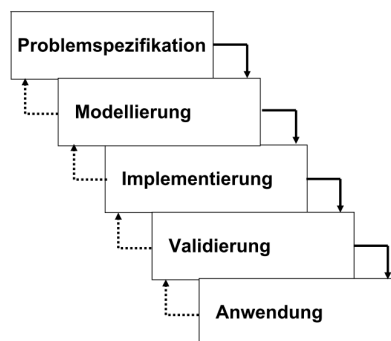 Problemspezifikation
Modellierung
Implementierung
Validierung
Anwendung